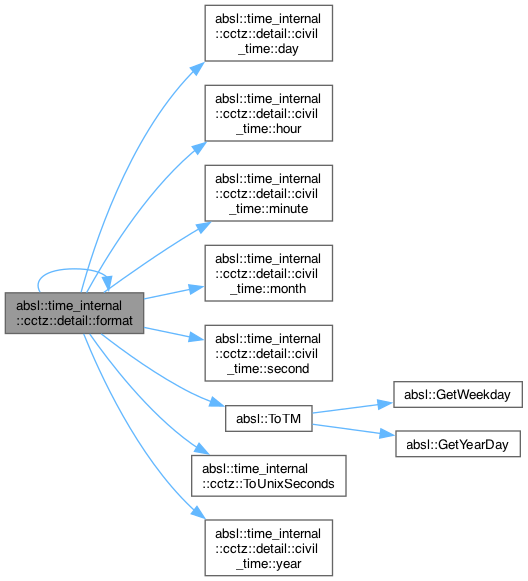 absl::time_internal
::cctz::detail::civil
_time::day
absl::time_internal
::cctz::detail::civil
_time::hour
absl::time_internal
::cctz::detail::civil
_time::minute
absl::time_internal
::cctz::detail::civil
_time::month
absl::time_internal
::cctz::detail::format
absl::time_internal
::cctz::detail::civil
_time::second
absl::ToTM
absl::GetWeekday
absl::GetYearDay
absl::time_internal
::cctz::ToUnixSeconds
absl::time_internal
::cctz::detail::civil
_time::year